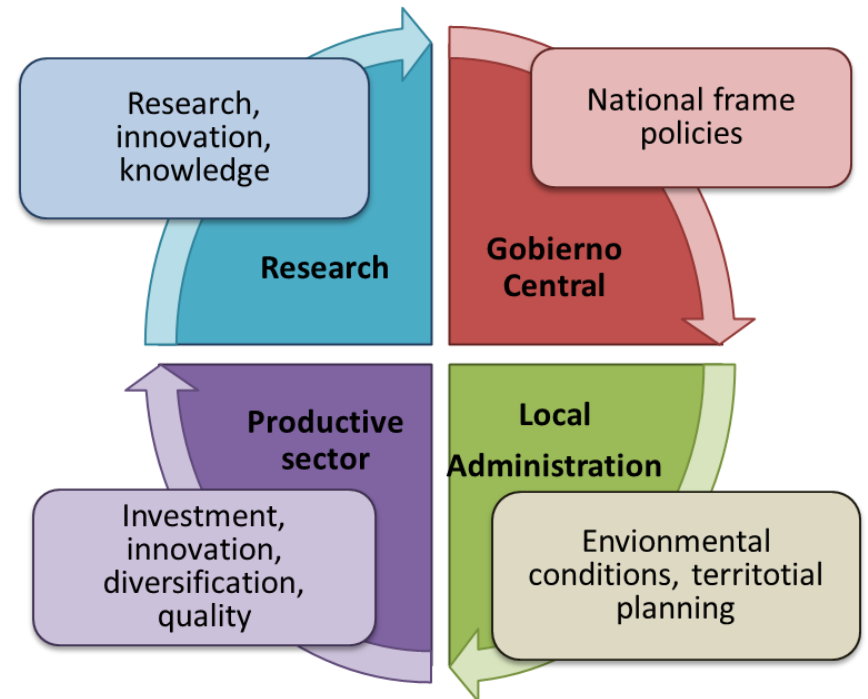 Research,
innovation,
knowledge
National frame
policies
Research
Gobierno
Central
Productive
sector
Local
Administration
Investment,
innovation,
diversification,
quality
Envionmental
conditions, territotial
planning